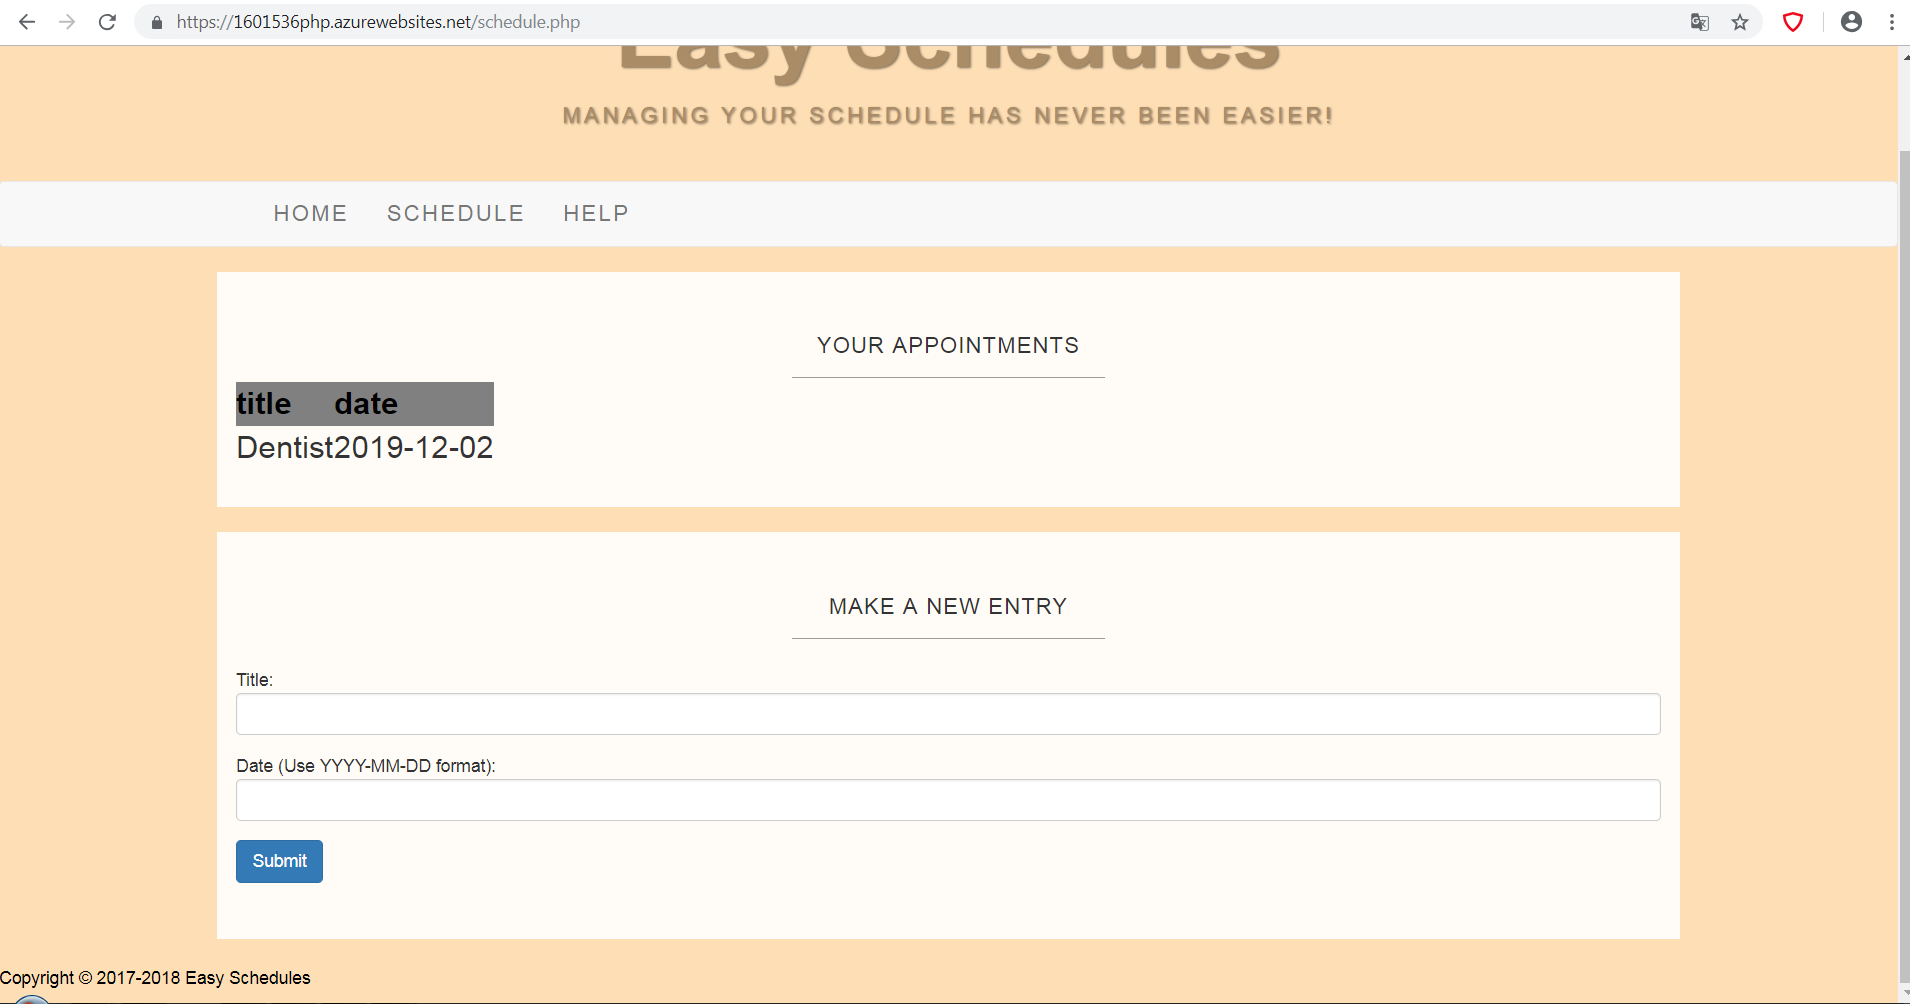 https://1601536php.azurewebsites.net/schedule.php
Easy Schedules
MANAGING YOUR SCHEDULE HAS NEVER BEEN EASIER!
HOME SCHEDULE HELP
YOUR APPOINTMENTS
title date
Dentist2019-12-02
MAKE A NEW ENTRY
Title:
Date (Use YYYY-MM-DD format):
Submit
Copyright © 2017-2018 Easy Schedules